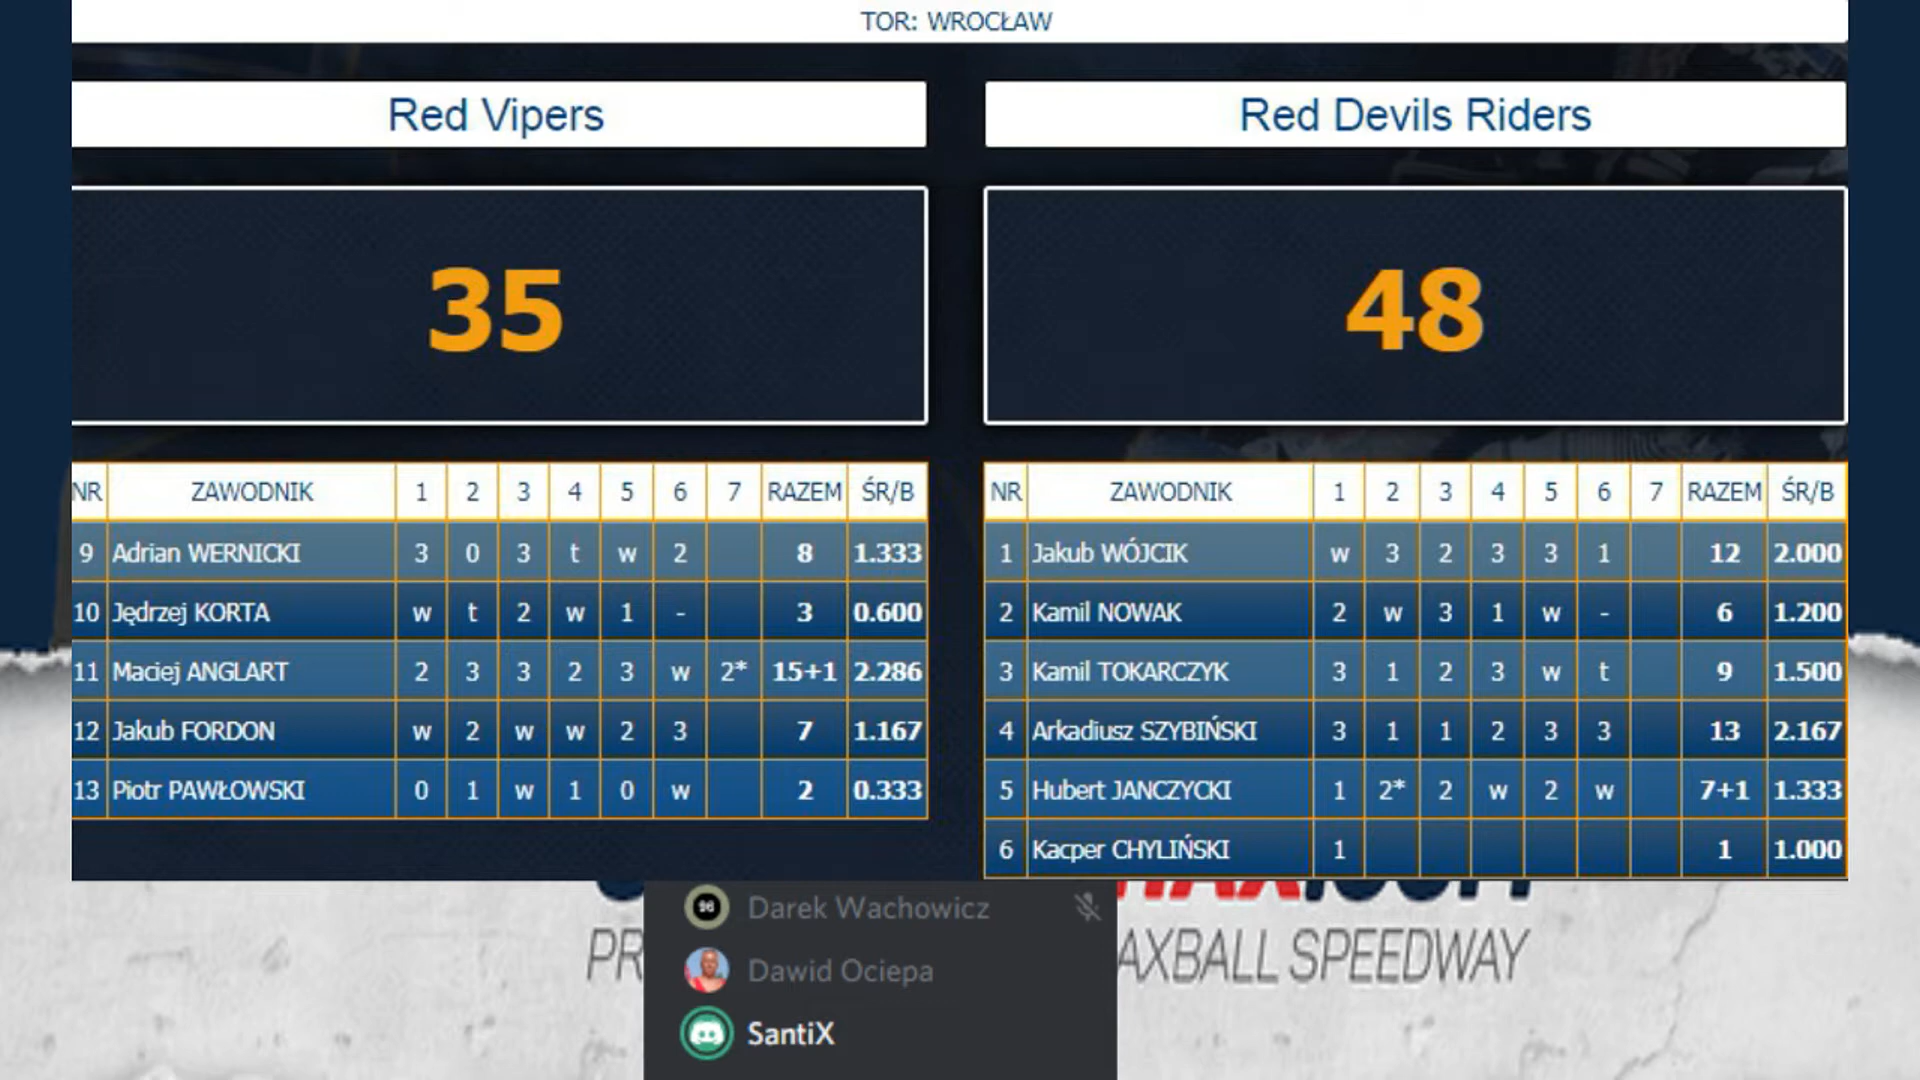 TOR: WROCŁAW
Red Vipers
35
NR ZAWODNIK 1 2 3 4 5 6 7 RAZEM ŚR/B
9 Adrian WERNICKI 3 0 3 t w 2 8 1.333
10 Jędrzej KORTA w t 2 w 1 - 3 0.600
11 Maciej ANGLART 2 3 3 2 3 w 2* 15+1 2.286
12 Jakub FORDON w 2 w w 2 3 7 1.167
13 Piotr PAWŁOWSKI 0 1 w 1 0 w 2 0.333
Red Devils Riders
48
NR ZAWODNIK 1 2 3 4 5 6 7 RAZEM ŚR/B
1 Jakub WÓJCIK w 3 2 3 3 1 12 2.000
2 Kamil NOWAK 2 w 3 1 w - 6 1.200
3 Kamil TOKARCZYK 3 1 2 3 w t 9 1.500
4 Arkadiusz SZYBIŃSKI 3 1 1 2 3 3 13 2.167
5 Hubert JANCZYCKI 1 2* 2 w 2 w 7+1 1.333
6 Kacper CHYLIŃSKI 1 1 1.000
Darek Wachowicz
Dawid Ociepa
SantiX
PR
AXBALL SPEEDWAY